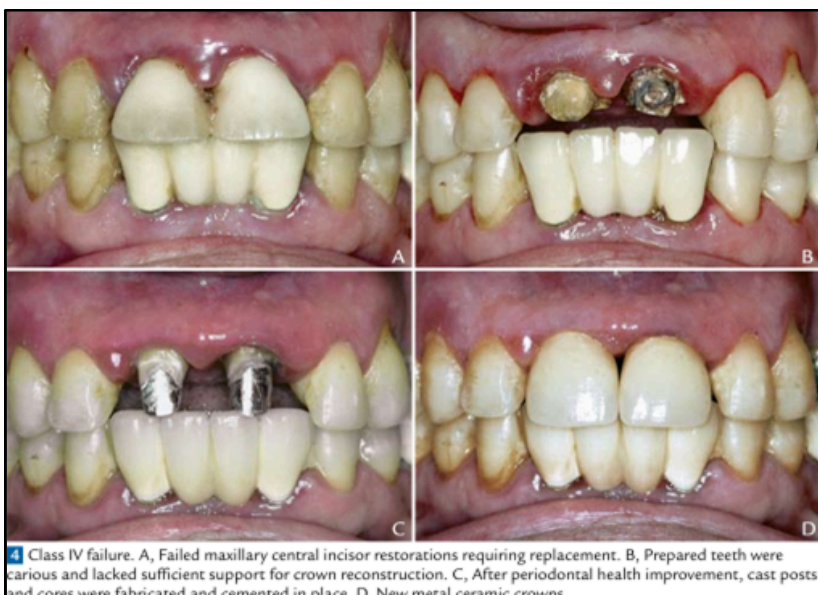 A
B
C
D
4 Class IV failure. A, Failed maxillary central incisor restorations requiring replacement. B, Prepared teeth were
carious and lacked sufficient support for crown reconstruction. C, After periodontal health improvement, cast posts
and cores were fabricated and cemented in place. D, New metal ceramic crowns.